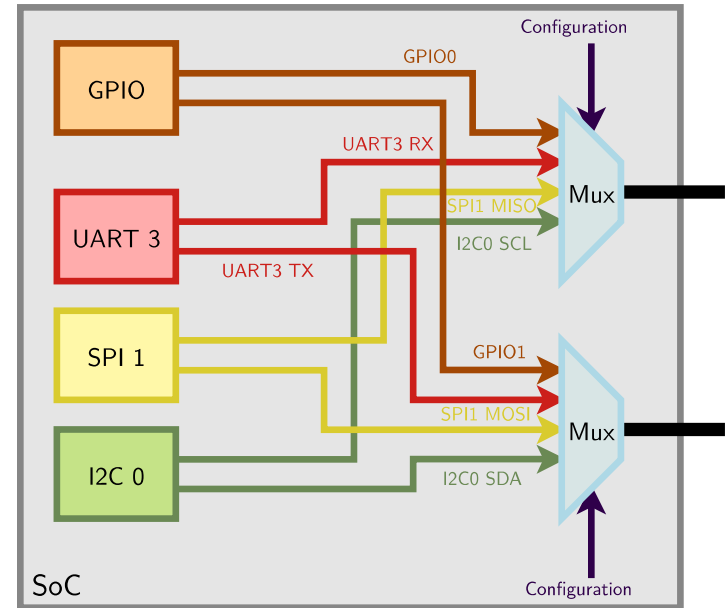 Configuration
GPIO0
GPIO
UART3 RX
Mux
SPI1 MISO
UART 3
I2C0 SCL
UART3 TX
GPIO1
SPI 1
SPI1 MOSI
Mux
I2C 0
I2C0 SDA
SoC
Configuration